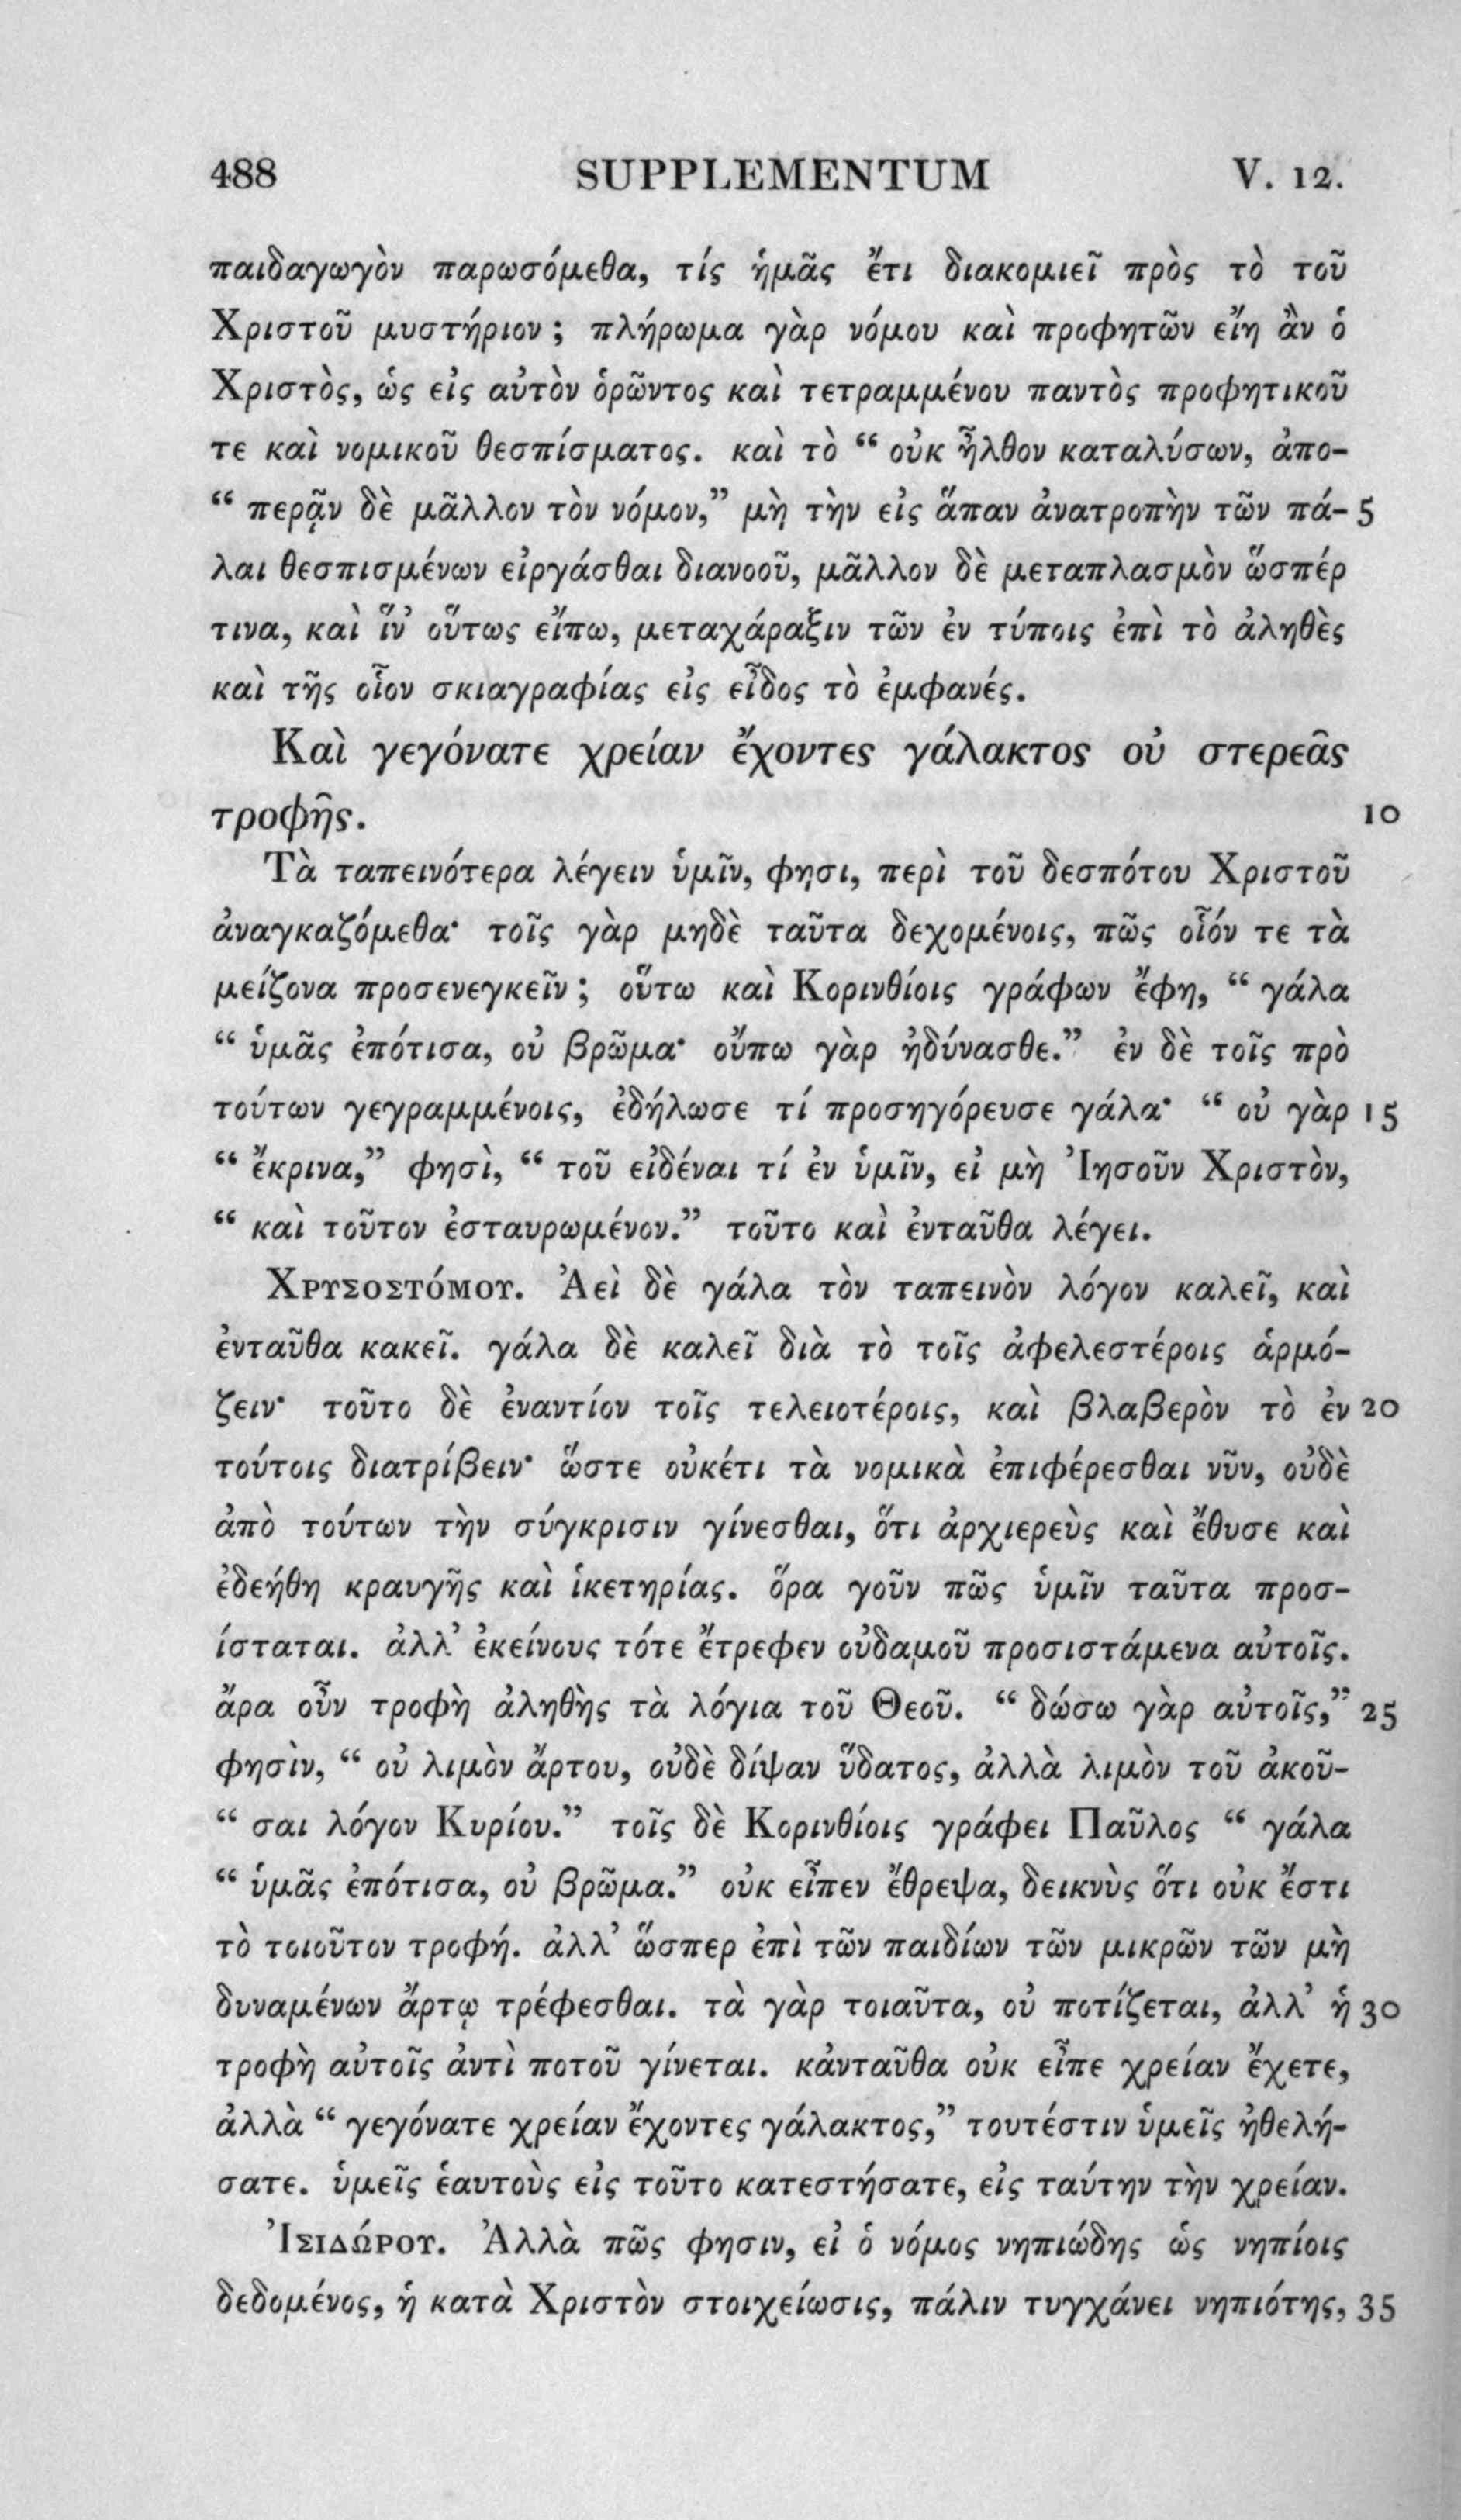 488 SUPPLEMENTUM V. 12.
παιδαγωγὸν παρωσόμεθα, τίς ἡμᾶς ἔτι διακομιεῖ πρὸς τὸ τοῦ
Χριστοῦ μυστήριον ; πλήρωμα γὰρ νόμου καὶ προφητῶν εἴη ἂν ὁ
Χριστὸς, ὡς εἰς αὐτὸν ὁρῶντος καὶ τετραμμένου παντὸς προφητικοῦ
τε καὶ νομικοῦ θεσπίσματος. καὶ τὸ “ οὐκ ἦλθον καταλύσων, ἀπο-
“ περᾷν δὲ μᾶλλον τὸν νόμον,” μὴ τὴν εἰς ἅπαν ἀνατροπὴν τῶν πά- 5
λαι θεσπισμένων εἰργάσθαι διανοοῦ, μᾶλλον δὲ μεταπλασμὸν ὥσπέρ
τινα, καὶ ἵν’ οὕτως εἴπω, μεταχάραξιν τῶν ἐν τύποις ἐπὶ τὸ ἀληθὲς
καὶ τῆς οἷον σκιαγραφίας εἰς εἶδος τὸ ἐμφανές.
Καὶ γεγόνατε χρείαν ἔχοντες γάλακτος οὐ στερεᾶς
τροφῆς. 10
Τὰ ταπεινότερα λέγειν ὑμῖν, φησι, περὶ τοῦ δεσπότου Χριστοῦ
ἀναγκαζόμεθα· τοῖς γὰρ μηδὲ ταῦτα δεχομένοις, πῶς οἷόν τε τὰ
μείζονα προσενεγκεῖν ; οὕτω καὶ Κορινθίοις γράφων ἔφη, “ γάλα
“ ὑμᾶς ἐπότισα, οὐ βρῶμα· οὔπω γὰρ ἠδύνασθε.” ἐν δὲ τοῖς πρὸ
τούτων γεγραμμένοις, ἐδήλωσε τί προσηγόρευσε γάλα· “ οὐ γὰρ 15
“ ἔκρινα,” φησὶ, “ τοῦ εἰδέναι τί ἐν ὑμῖν, εἰ μὴ Ἰησοῦν Χριστὸν,
“ καὶ τοῦτον ἐσταυρωμένον.” τοῦτο καὶ ἐνταῦθα λέγει.
Χρυσοστόμου. Ἀεὶ δὲ γάλα τὸν ταπεινὸν λόγον καλεῖ, καὶ
ἐνταῦθα κακεῖ. γάλα δὲ καλεῖ διὰ τὸ τοῖς ἀφελεστέροις ἁρμό-
ζειν· τοῦτο δὲ ἐναντίον τοῖς τελειοτέροις, καὶ βλαβερὸν τὸ ἐν 20
τούτοις διατρίβειν· ὥστε οὐκέτι τὰ νομικὰ ἐπιφέρεσθαι νῦν, οὐδὲ
ἀπὸ τούτων τὴν σύγκρισιν γίνεσθαι, ὅτι ἀρχιερεὺς καὶ ἔθυσε καὶ
ἐδεήθη κραυγῆς καὶ ἱκετηρίας. ὅρα γοῦν πῶς ὑμῖν ταῦτα προσ-
ίσταται. ἀλλ’ ἐκείνους τότε ἔτρεφεν οὐδαμοῦ προσιστάμενα αὐτοῖς.
ἄρα οὖν τροφὴ ἀληθὴς τὰ λόγια τοῦ Θεοῦ. “ δώσω γὰρ αὐτοῖς,” 25
φησὶν, “ οὐ λιμὸν ἄρτου, οὐδὲ δίψαν ὕδατος, ἀλλὰ λιμὸν τοῦ ἀκοῦ-
“ σαι λόγον Κυρίου.” τοῖς δὲ Κορινθίοις γράφει Παῦλος “ γάλα
“ ὑμᾶς ἐπότισα, οὐ βρῶμα.” οὐκ εἶπεν ἔθρεψα, δεικνὺς ὅτι οὐκ ἔστι
τὸ τοιοῦτον τροφή. ἀλλ’ ὥσπερ ἐπὶ τῶν παιδίων τῶν μικρῶν τῶν μὴ
δυναμένων ἄρτῳ τρέφεσθαι. τὰ γὰρ τοιαῦτα, οὐ ποτίζεται, ἀλλ’ ἡ 30
τροφὴ αὐτοῖς ἀντὶ ποτοῦ γίνεται. κἀνταῦθα οὐκ εἶπε χρείαν ἔχετε,
ἀλλὰ “ γεγόνατε χρείαν ἔχοντες γάλακτος,” τουτέστιν ὑμεῖς ἠθελή-
σατε. ὑμεῖς ἑαυτοὺς εἰς τοῦτο κατεστήσατε, εἰς ταύτην τὴν χρείαν.
Ἰσιδώρου. Ἀλλὰ πῶς φησιν, εἰ ὁ νόμος νηπιώδης ὡς νηπίοις
δεδομένος, ἡ κατὰ Χριστὸν στοιχείωσις, πάλιν τυγχάνει νηπιότης, 35